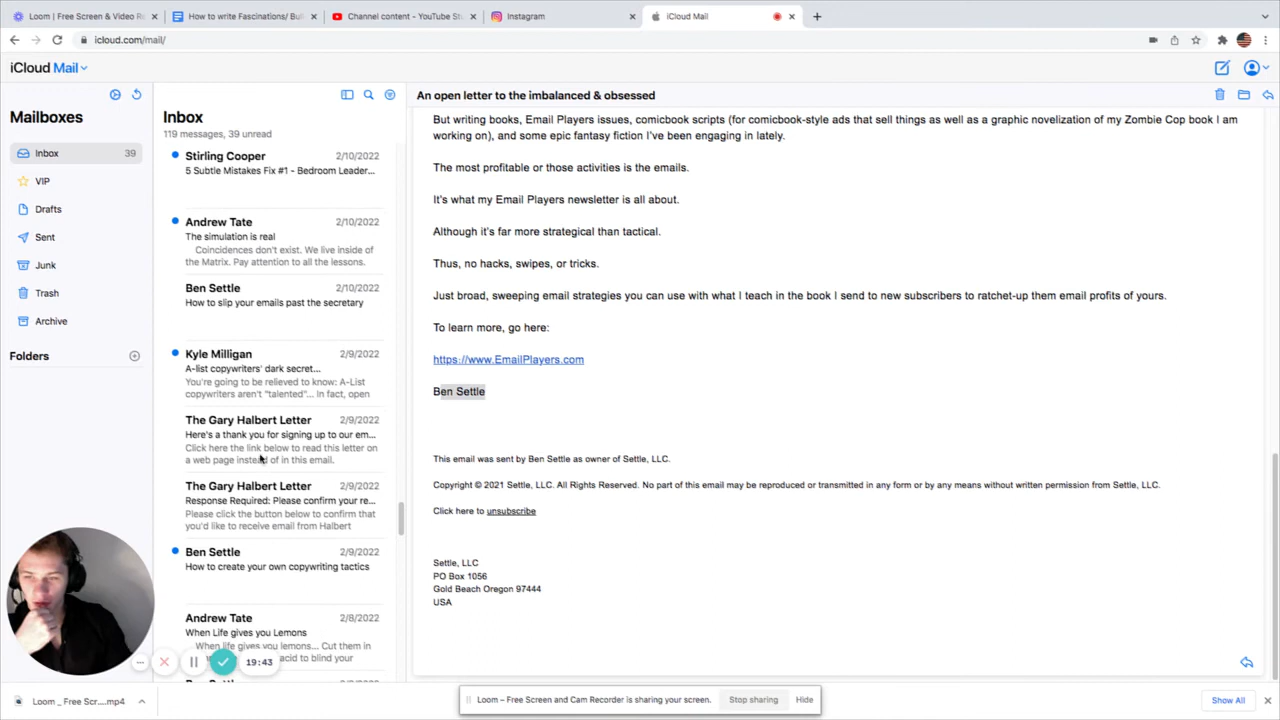 Loom | Free Screen & Video Re
How to write Fascinations/ Bul
Channel content - YouTube St
Instagram
iCloud Mail
icloud.com/mail/
iCloud Mail
Mailboxes
Inbox 39
VIP
Drafts
Sent
Junk
Trash
Archive
Folders
Inbox
119 messages, 39 unread
Stirling Cooper 2/10/2022
5 Subtle Mistakes Fix #1 - Bedroom Leader...
Andrew Tate 2/10/2022
The simulation is real
Coincidences don't exist. We live inside of
the Matrix. Pay attention to all the lessons.
Ben Settle 2/10/2022
How to slip your emails past the secretary
Kyle Milligan 2/9/2022
A-list copywriters' dark secret...
You're going to be relieved to know: A-List
copywriters aren't "talented"... In fact, open
The Gary Halbert Letter 2/9/2022
Here's a thank you for signing up to our em...
Click here the link below to read this letter on
a web page instead of in this email.
The Gary Halbert Letter 2/9/2022
Response Required: Please confirm your re...
Please click the button below to confirm that
you'd like to receive email from Halbert
Ben Settle 2/9/2022
How to create your own copywriting tactics
Andrew Tate 2/8/2022
When Life gives you Lemons
When life gives you lemons... Cut them in
acid to blind your
19:43
An open letter to the imbalanced & obsessed
But writing books, Email Players issues, comicbook scripts (for comicbook-style ads that sell things as well as a graphic novelization of my Zombie Cop book I am
working on), and some epic fantasy fiction I've been engaging in lately.
The most profitable or those activities is the emails.
It's what my Email Players newsletter is all about.
Although it's far more strategical than tactical.
Thus, no hacks, swipes, or tricks.
Just broad, sweeping email strategies you can use with what I teach in the book I send to new subscribers to ratchet-up them email profits of yours.
To learn more, go here:
https://www.EmailPlayers.com
Ben Settle
This email was sent by Ben Settle as owner of Settle, LLC.
Copyright © 2021 Settle, LLC. All Rights Reserved. No part of this email may be reproduced or transmitted in any form or by any means without written permission from Settle, LLC.
Click here to unsubscribe
Settle, LLC
PO Box 1056
Gold Beach Oregon 97444
USA
Loom _ Free Scr....mp4
Loom – Free Screen and Cam Recorder is sharing your screen.
Stop sharing
Hide
Show All